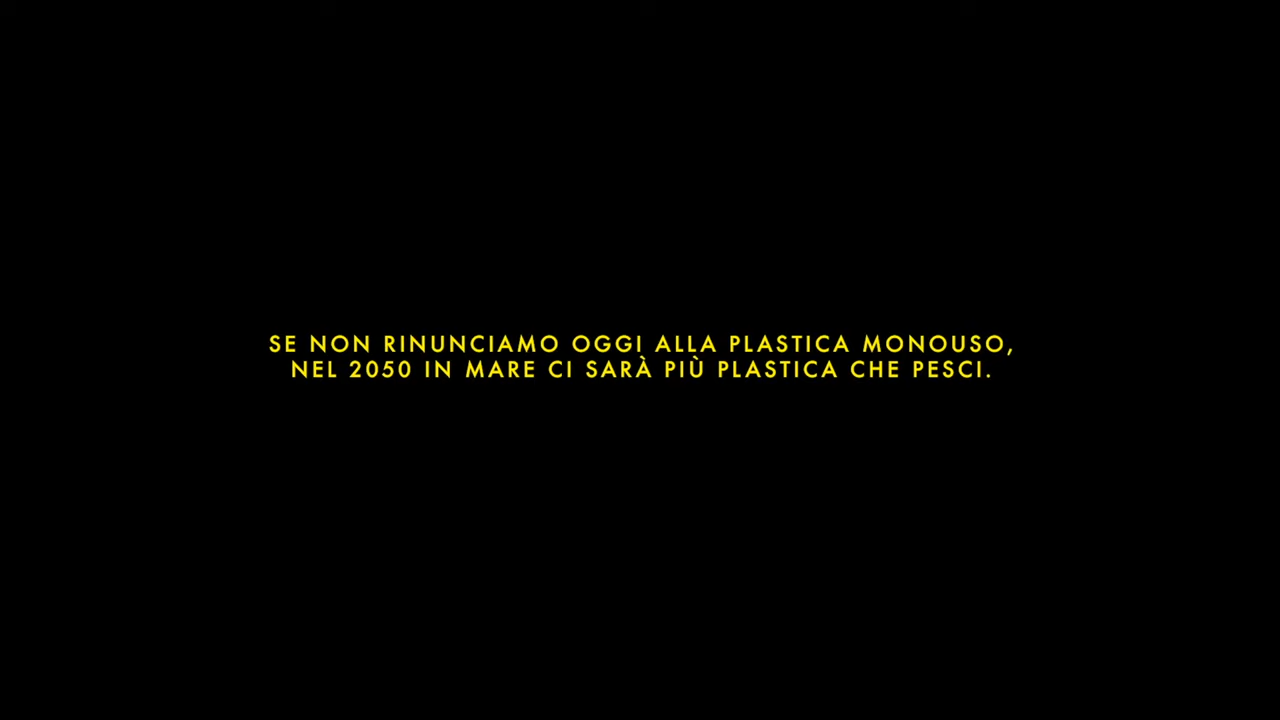 SE NON RINUNCIAMO OGGI ALLA PLASTICA MONOUSO,
NEL 2050 IN MARE CI SARÀ PIÙ PLASTICA CHE PESCI.